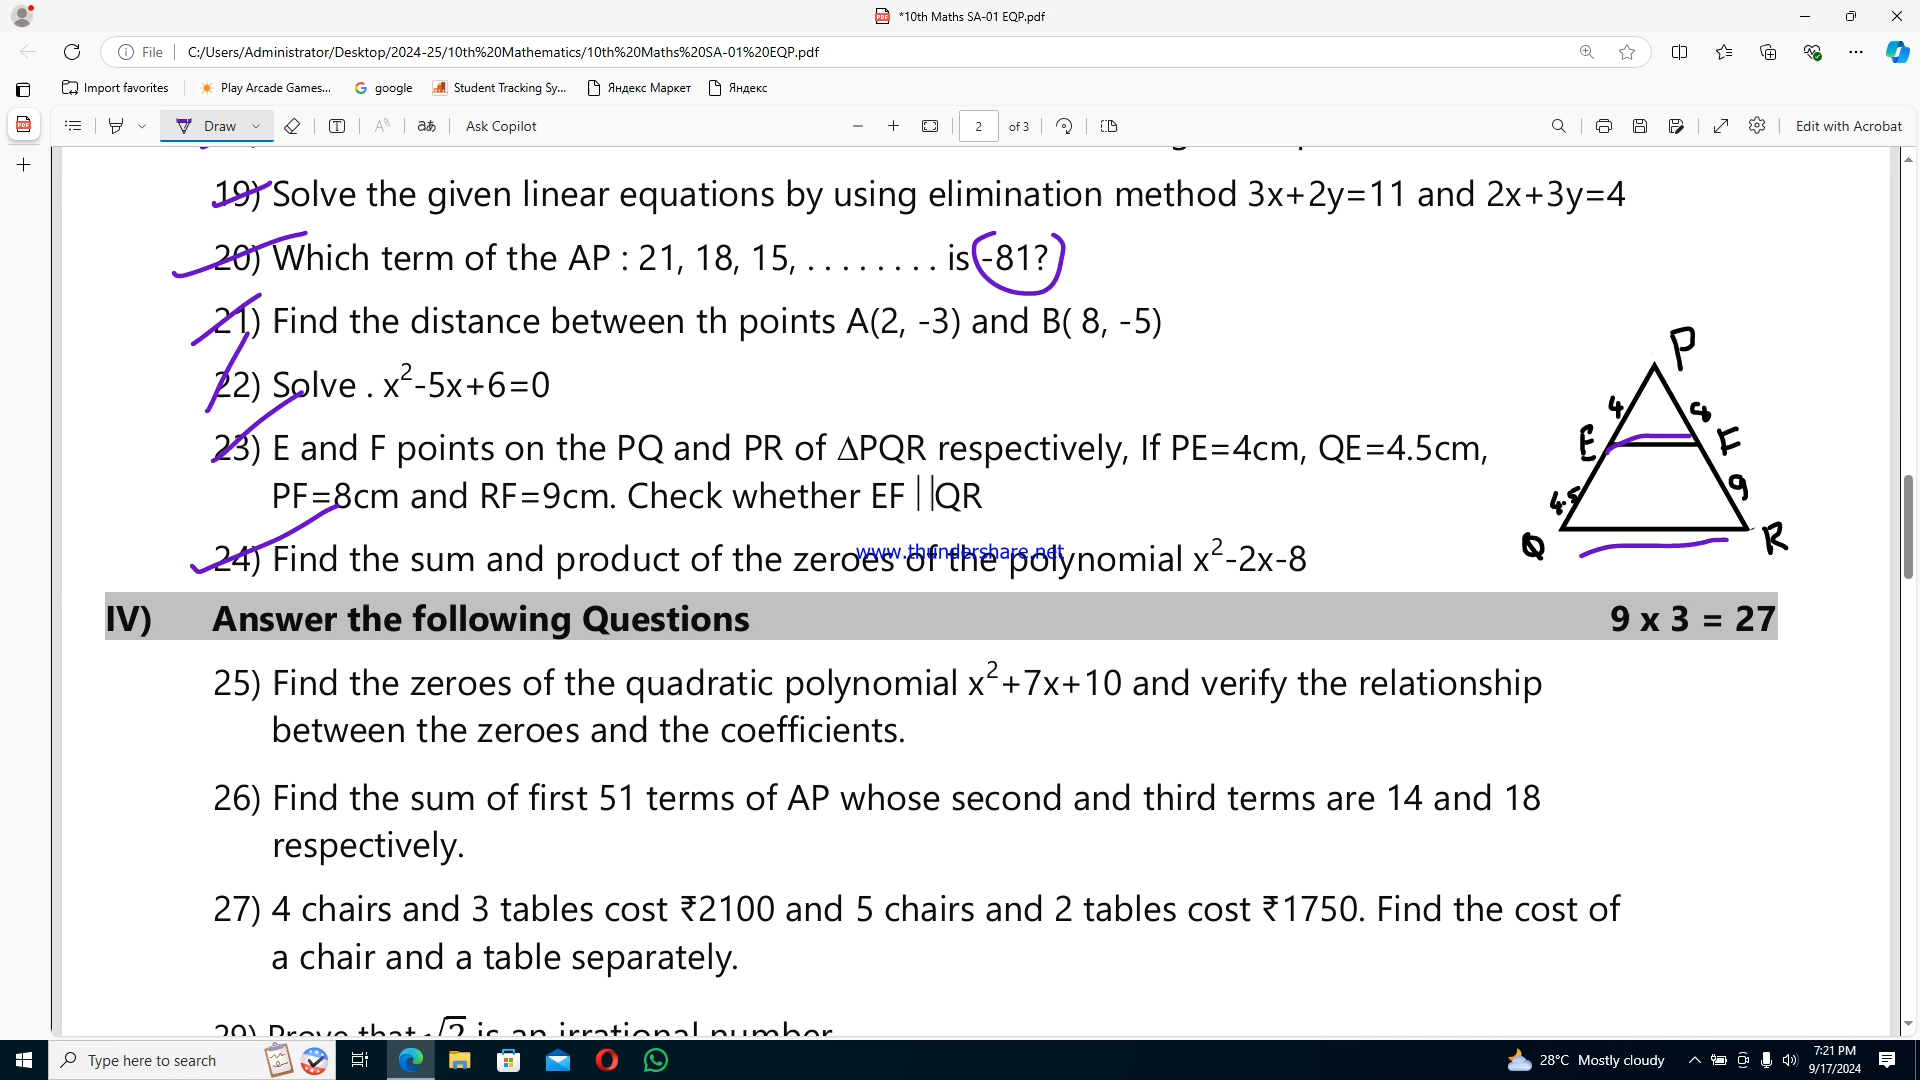 *10th Maths SA-01 EQP.pdf
File C:/Users/Administrator/Desktop/2024-25/10th%20Mathematics/10th%20Maths%20SA-01%20EQP.pdf
Import favorites Play Arcade Games... google Student Tracking Sy... Яндекс Маркет Яндекс
Draw Ask Copilot 2 of 3 Edit with Acrobat
19) Solve the given linear equations by using elimination method 3x+2y=11 and 2x+3y=4
20) Which term of the AP : 21, 18, 15, . . . . . . . . is -81?
21) Find the distance between th points A(2, -3) and B( 8, -5)
22) Solve . x²-5x+6=0
23) E and F points on the PQ and PR of ∆PQR respectively, If PE=4cm, QE=4.5cm,
PF=8cm and RF=9cm. Check whether EF ||QR
24) Find the sum and product of the zeroes of the polynomial x²-2x-8
www.thundershare.net
P
4 8
E F
4.5 9
Q R
IV) Answer the following Questions 9 x 3 = 27
25) Find the zeroes of the quadratic polynomial x²+7x+10 and verify the relationship
between the zeroes and the coefficients.
26) Find the sum of first 51 terms of AP whose second and third terms are 14 and 18
respectively.
27) 4 chairs and 3 tables cost ₹2100 and 5 chairs and 2 tables cost ₹1750. Find the cost of
a chair and a table separately.
29) Prove that √2 is an irrational number
Type here to search 28°C Mostly cloudy 7:21 PM
9/17/2024